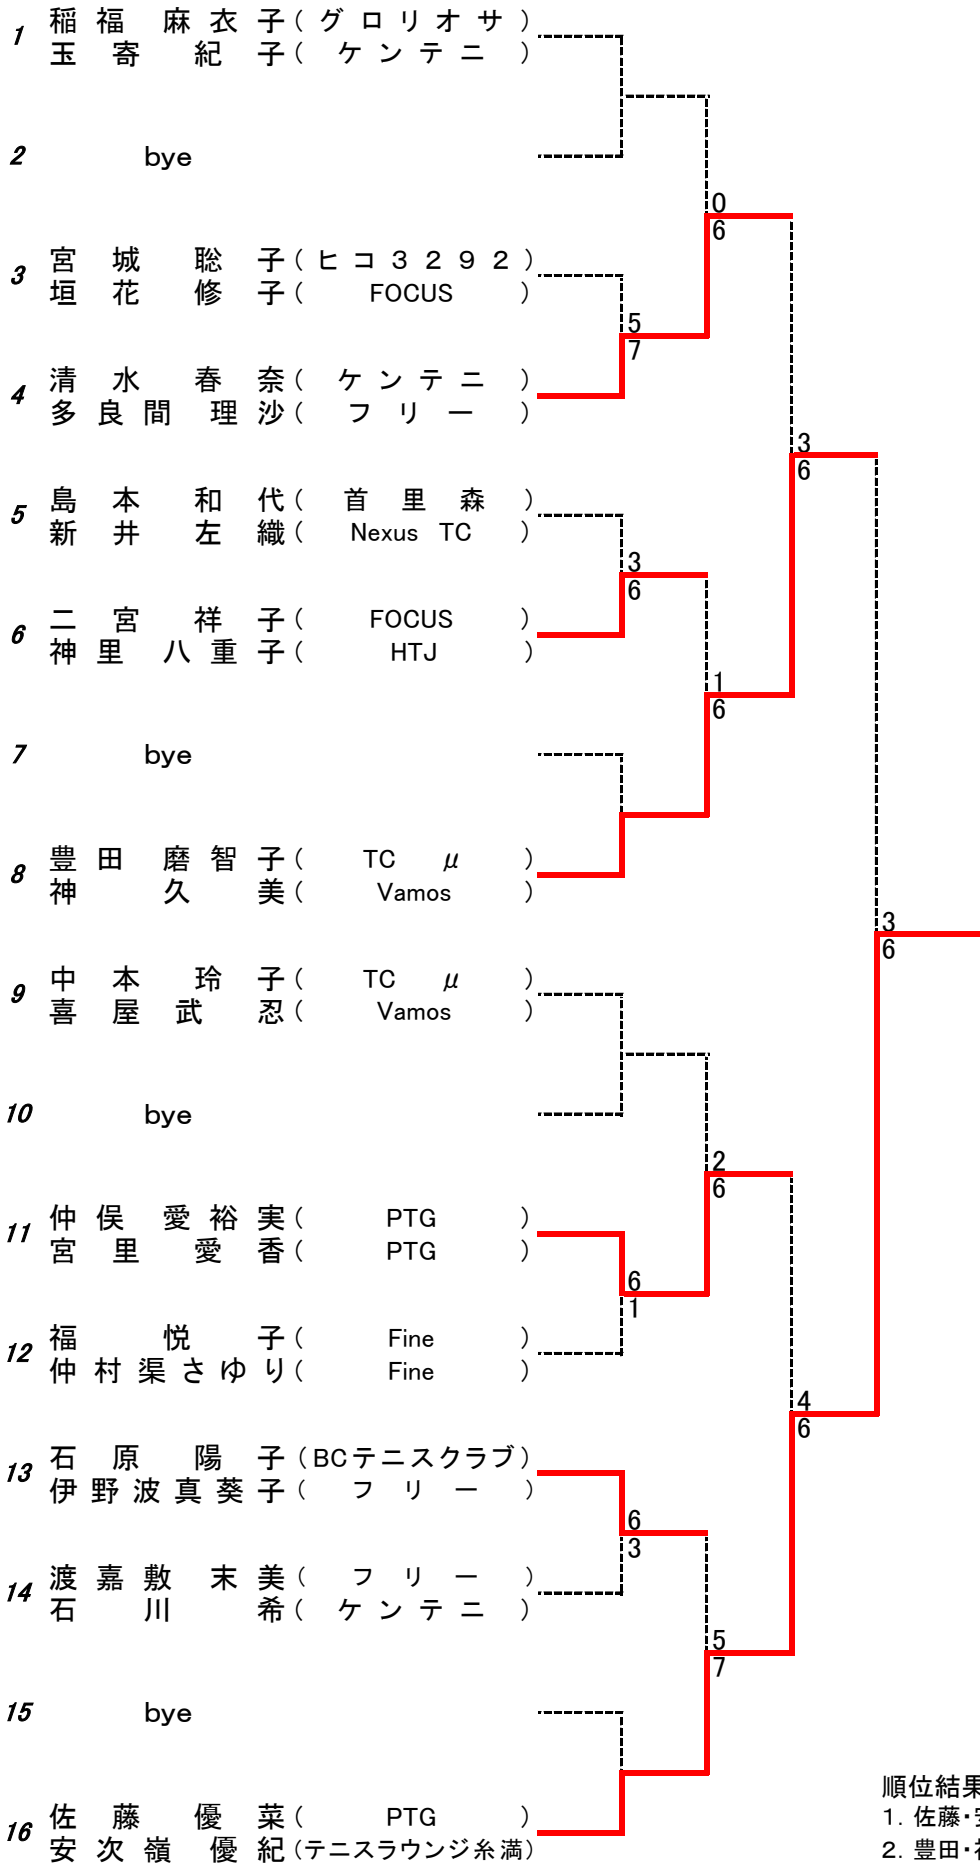 1 稲福 麻衣子(グロリオサ)
玉寄 紀子(ケンテニ)
2 bye
0
6
3 宮城 聡子(ヒコ3292)
垣花修子(FOCUS)
5
7
4 清水 春奈(ケンテニ)
多良間 理沙(フリー)
3
6
5 島本 和代(首里森)
新井 左織(Nexus TC)
3
6
6 二宮 祥子(FOCUS)
神里 八重子(HTJ)
1
6
7 bye
8 豊田 磨智子(TC μ)
神 久美(Vamos)
3
6
9 中本 玲子(TC μ)
喜屋武 忍(Vamos)
10 bye
2
6
11 仲俣 愛裕実(PTG)
宮里 愛香(PTG)
6
1
12 福 悦子(Fine)
仲村渠さゆり(Fine)
4
6
13 石原 陽子(BCテニスクラブ)
伊野波真葵子(フリー)
6
3
14 渡嘉敷 末美(フリー)
石川 希(ケンテニ)
5
7
15 bye
順位結果
16 佐藤 優菜(PTG)
1. 佐藤・安
安次嶺 優紀(テニスラウンジ糸満)
2. 豊田・神